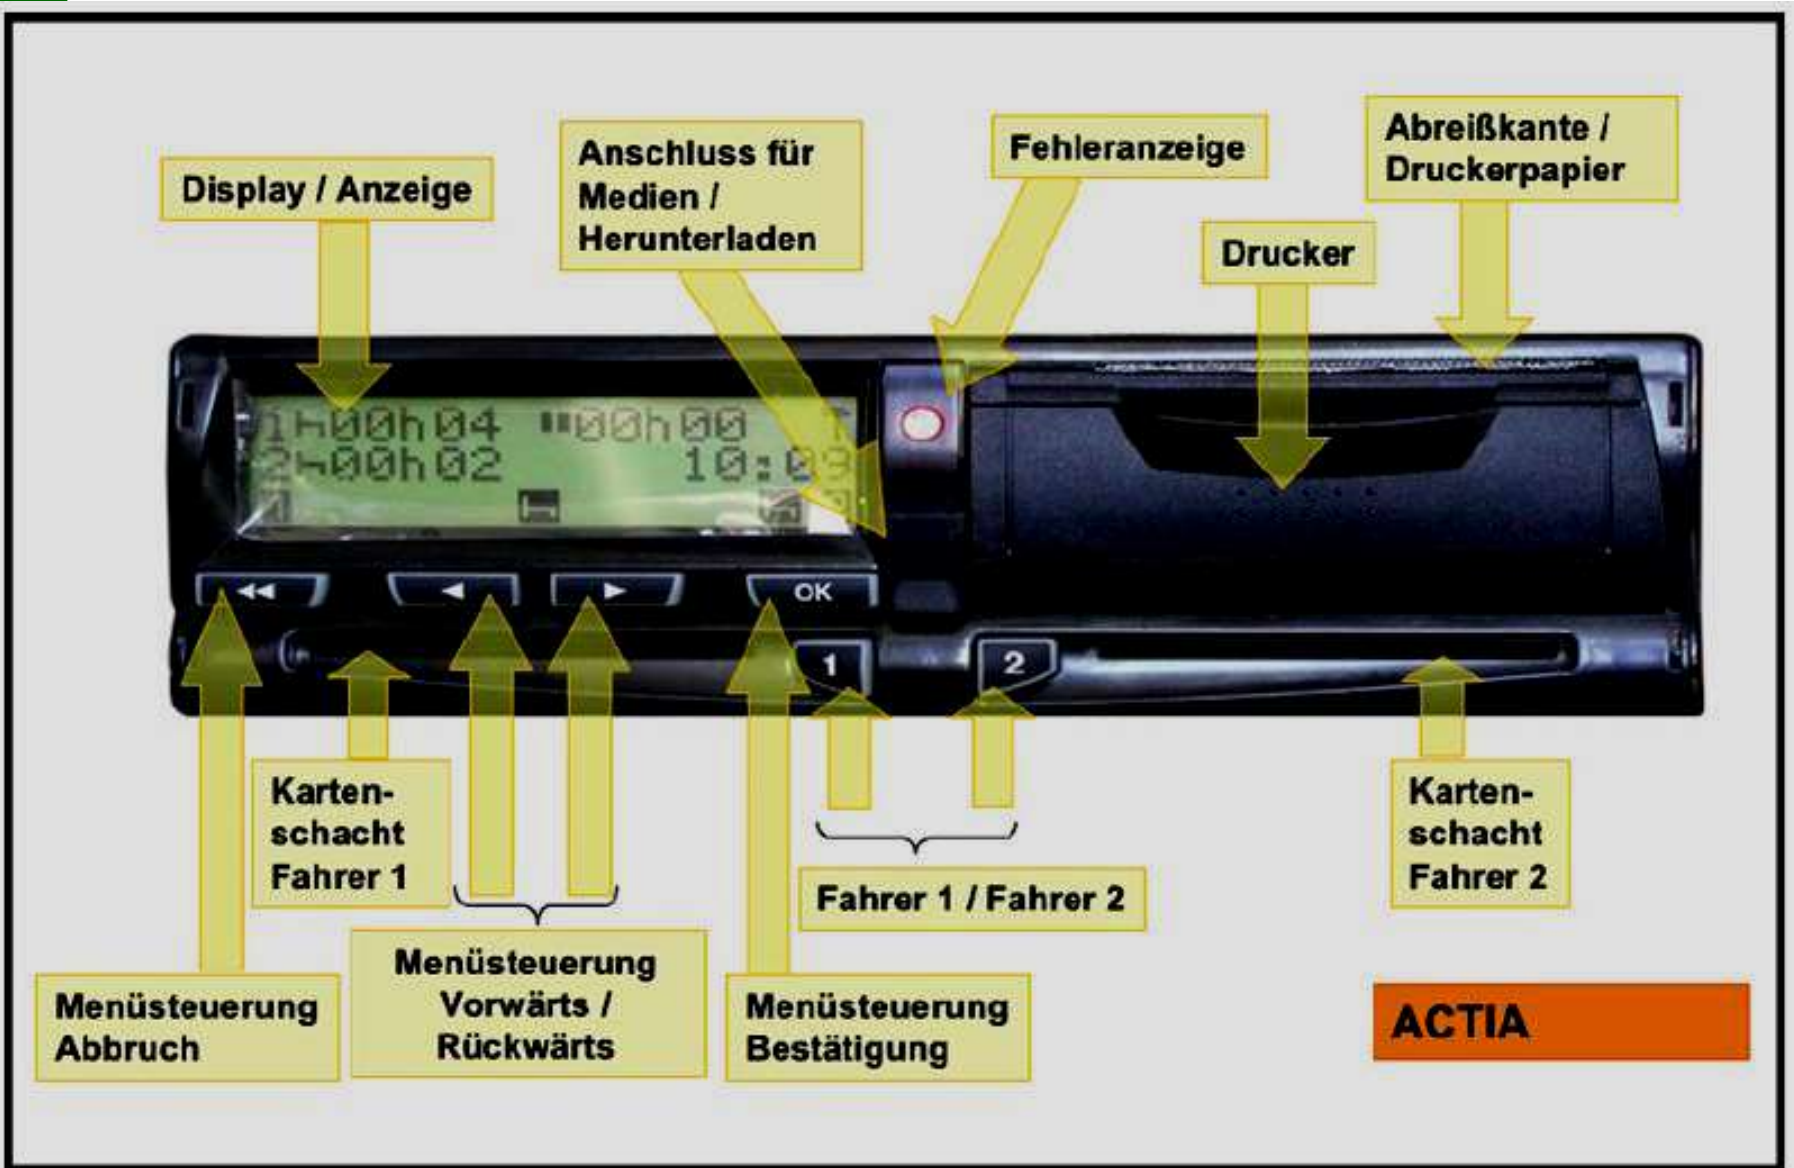 Display / Anzeige
Anschluss für
Medien /
Herunterladen
Fehleranzeige
Abreißkante /
Druckerpapier
Drucker
1 00h04 00h00
2 00h02 10:09
OK
1
2
Karten-
schacht
Fahrer 1
Fahrer 1 / Fahrer 2
Karten-
schacht
Fahrer 2
Menüsteuerung
Abbruch
Menüsteuerung
Vorwärts /
Rückwärts
Menüsteuerung
Bestätigung
ACTIA